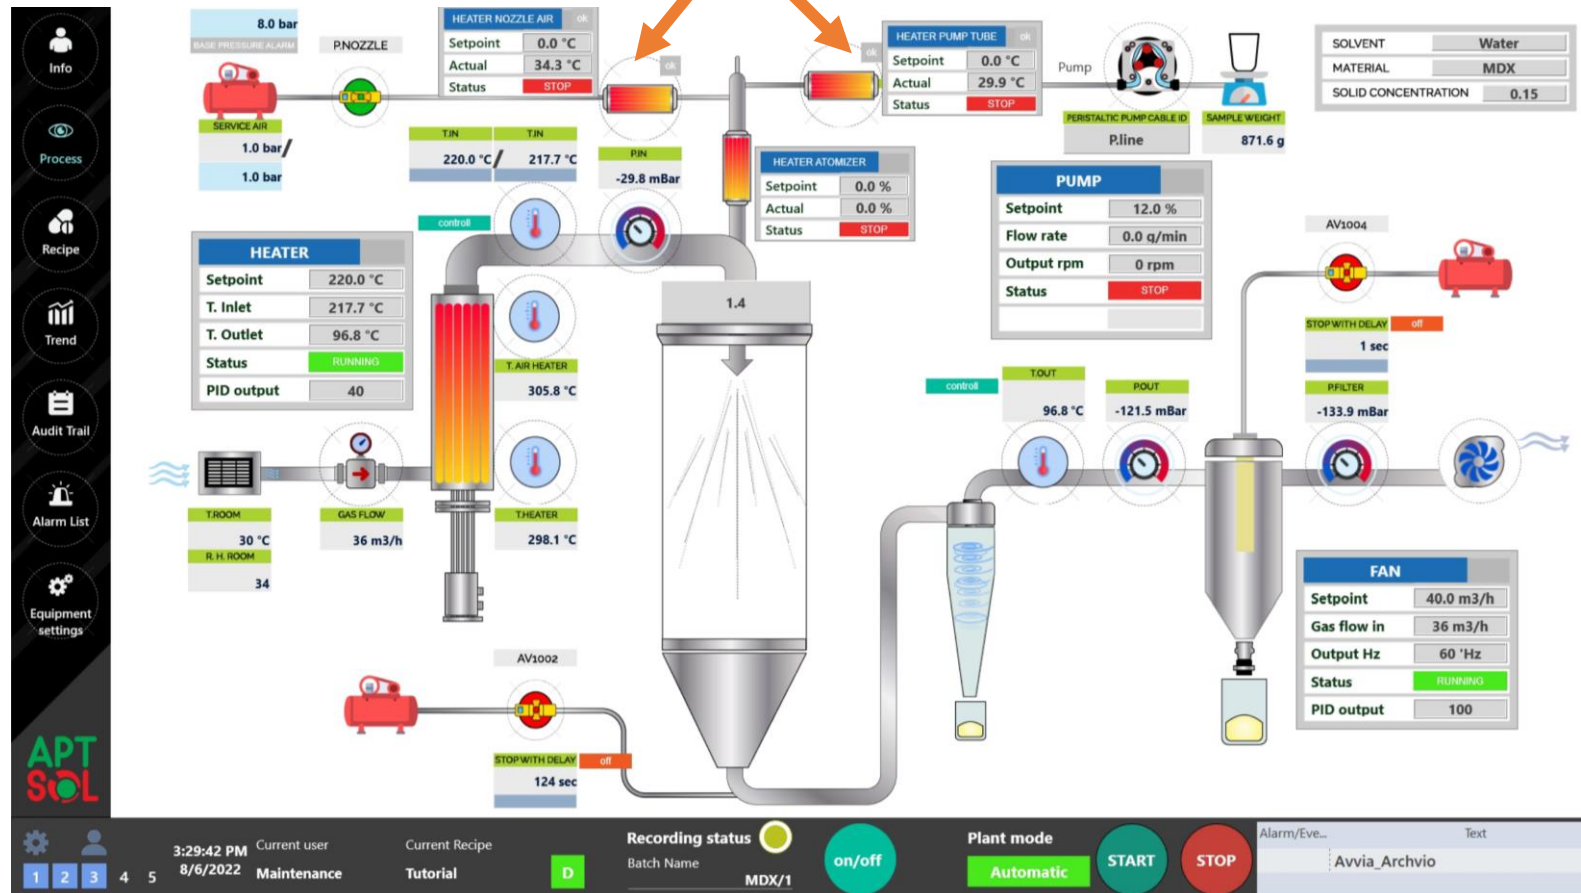 Info
Process
Recipe
Trend
Audit Trail
Alarm List
Equipment
settings
APT
SOL
8.0 bar
BASE PRESSURE ALARM
P.NOZZLE
SERVICE AIR
1.0 bar/
1.0 bar
HEATER NOZZLE AIR ok
Setpoint 0.0 °C
Actual 34.3 °C
Status STOP
ok
ok
HEATER PUMP TUBE ok
Setpoint 0.0 °C
Actual 29.9 °C
Status STOP
Pump
PERISTALTIC PUMP CABLE ID
P.line
SAMPLE WEIGHT
871.6 g
SOLVENT Water
MATERIAL MDX
SOLID CONCENTRATION 0.15
T.IN T.IN
220.0 °C/ 217.7 °C
P.IN
-29.8 mBar
HEATER ATOMIZER
Setpoint 0.0 %
Actual 0.0 %
Status STOP
PUMP
Setpoint 12.0 %
Flow rate 0.0 g/min
Output rpm 0 rpm
Status STOP
AV1004
STOP WITH DELAY off
1 sec
controll
HEATER
Setpoint 220.0 °C
T. Inlet 217.7 °C
T. Outlet 96.8 °C
Status RUNNING
PID output 40
1.4
T. AIR HEATER
305.8 °C
controll
T.OUT
96.8 °C
P.OUT
-121.5 mBar
P.FILTER
-133.9 mBar
T.ROOM
30 °C
R. H. ROOM
34
GAS FLOW
36 m3/h
T.HEATER
298.1 °C
FAN
Setpoint 40.0 m3/h
Gas flow in 36 m3/h
Output Hz 60 'Hz
Status RUNNING
PID output 100
AV1002
STOP WITH DELAY off
124 sec
1 2 3 4 5
3:29:42 PM
8/6/2022
Current user
Maintenance
Current Recipe
Tutorial
D
Recording status
Batch Name
MDX/1
on/off
Plant mode
Automatic
START
STOP
Alarm/Eve... Text
Avvia_Archvio